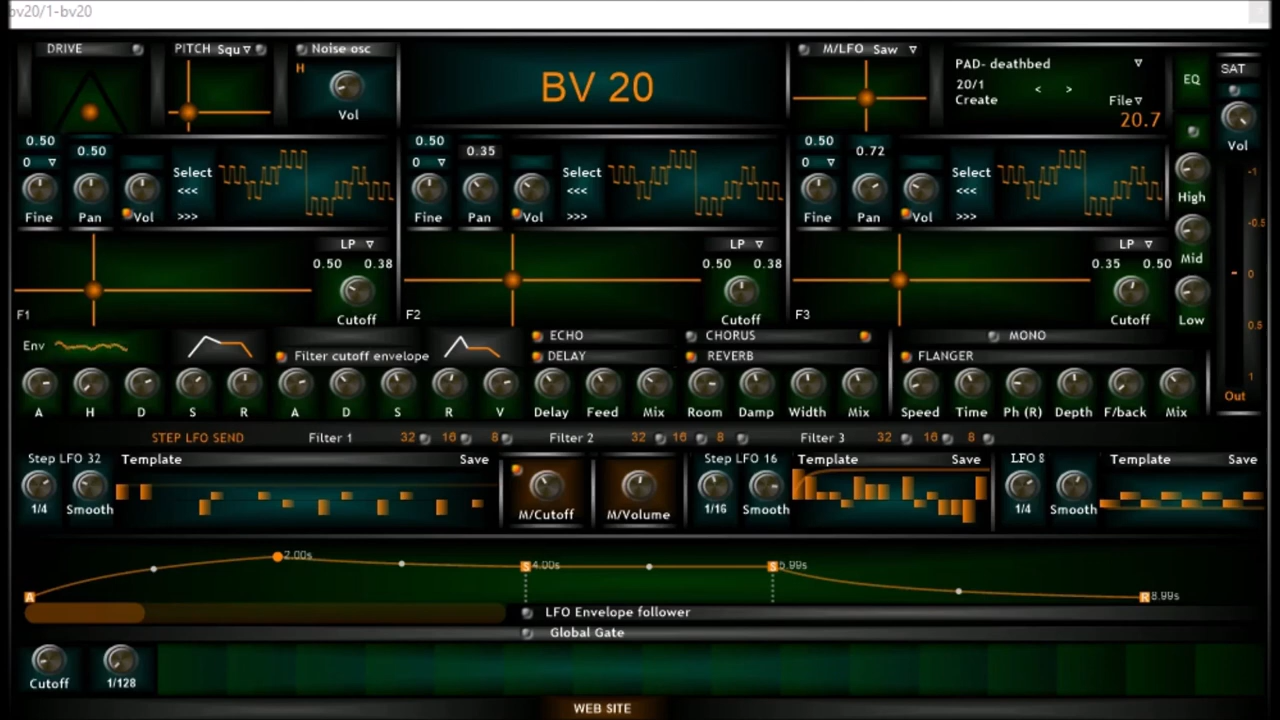 bv20/1-bv20
DRIVE
PITCH Squ
Noise osc
H
Vol
BV 20
M/LFO Saw
PAD- deathbed
20/1
< >
Create
File
20.7
EQ
SAT
Vol
0.50
0
0.50
Fine Pan Vol
Select
<<<
>>>
0.50
0
0.35
Fine Pan Vol
Select
<<<
>>>
0.50
0
0.72
Fine Pan Vol
Select
<<<
>>>
High
Mid
Low
-1
-0.5
0
0.5
1
Out
LP
0.50 0.38
Cutoff
F1
LP
0.50 0.38
Cutoff
F2
LP
0.35 0.50
Cutoff
F3
Env
Filter cutoff envelope
A H D S R
A D S R V
ECHO
DELAY
Delay Feed Mix
CHORUS
REVERB
Room Damp Width Mix
MONO
FLANGER
Speed Time Ph (R) Depth F/back Mix
STEP LFO SEND
Filter 1 32 16 8
Filter 2 32 16 8
Filter 3 32 16 8
Step LFO 32
Template Save
1/4 Smooth
M/Cutoff
M/Volume
Step LFO 16
Template Save
1/16 Smooth
LFO 8
Template Save
1/4 Smooth
A
2.00s
S 4.00s
S 5.99s
R 8.99s
LFO Envelope follower
Global Gate
Cutoff
1/128
WEB SITE